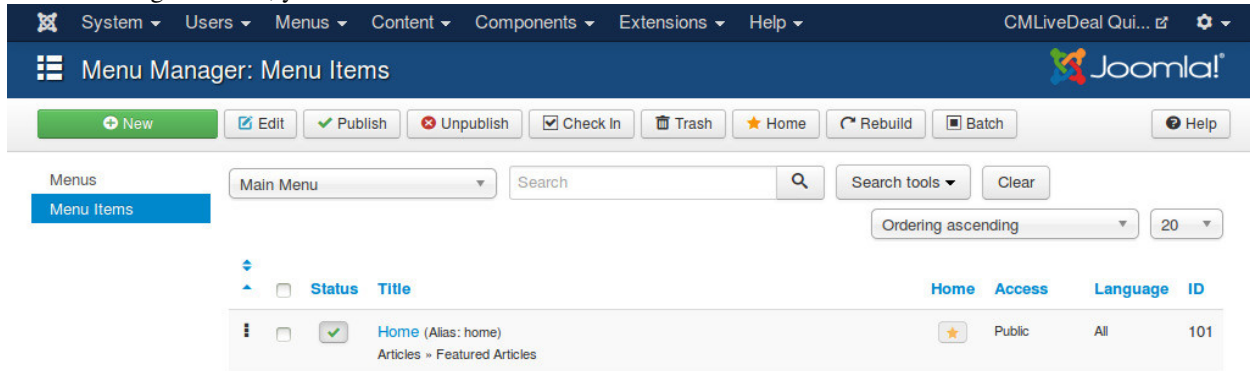 System Users Menus Content Components Extensions Help CMLiveDeal Qui...
Menu Manager: Menu Items Joomla!
New Edit Publish Unpublish Check In Trash Home Rebuild Batch Help
Menus Main Menu Search Search tools Clear
Menu Items
Ordering ascending 20
Status Title Home Access Language ID
Home (Alias: home) Public All 101
Articles » Featured Articles